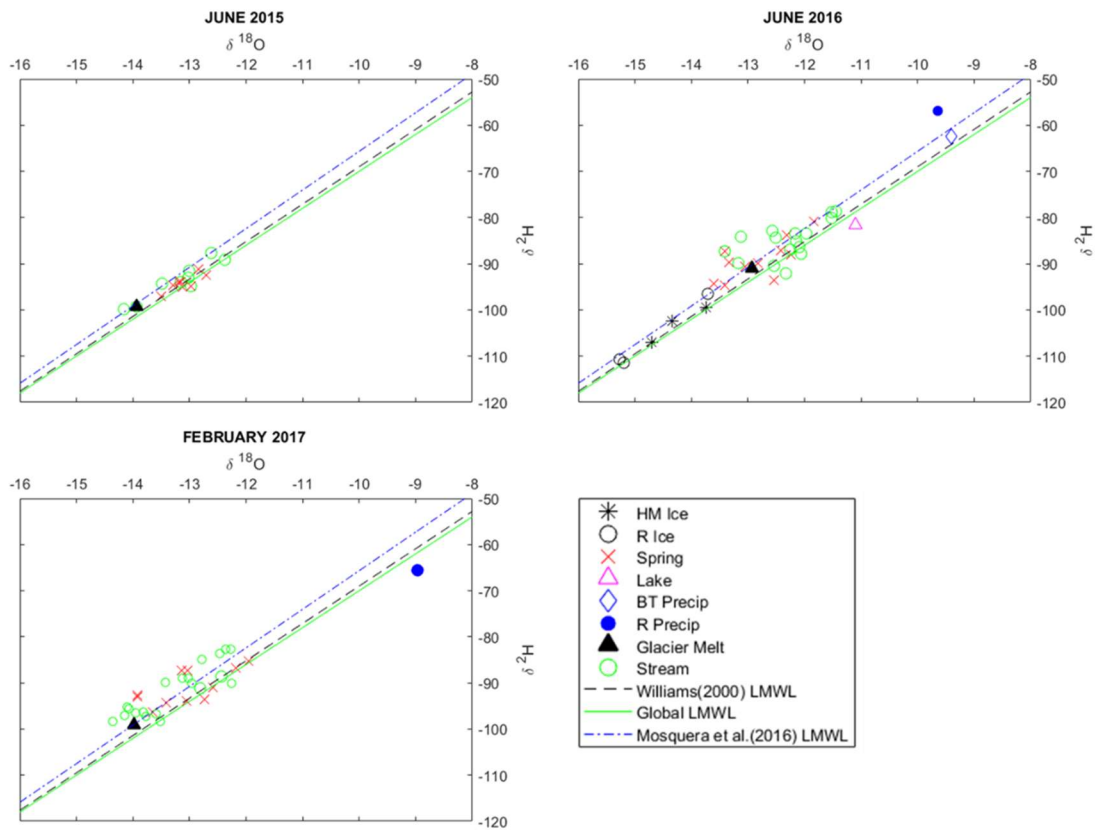 JUNE 2015
δ 18O
-16 -14 -13 -12 -11 -10 -9 -8
-50
-60
-70
-80
-90
-100
-110
-120
δ 2H
JUNE 2016
δ 18O
-16 -15 -14 -13 -12 -11 -10 -9 -8
-50
-60
-70
-80
-90
-100
-110
-120
δ 2H
FEBRUARY 2017
δ 18O
-16 -14 -13 -12 -11 -10 -9 -8
-50
-60
-70
-80
-90
-100
-110
-120
δ 2H
HM Ice
R Ice
Spring
Lake
BT Precip
R Precip
Glacier Melt
Stream
Williams(2000) LMWL
Global LMWL
Mosquera et al.(2016) LMWL